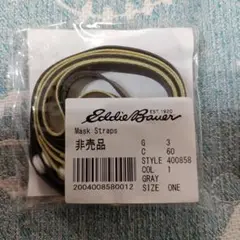 EST. 1920
Eddie Bauer
Mask Straps
非売品
G 3
C 60
STYLE 400858
COL 1
GRAY
SIZE ONE
2004008580012